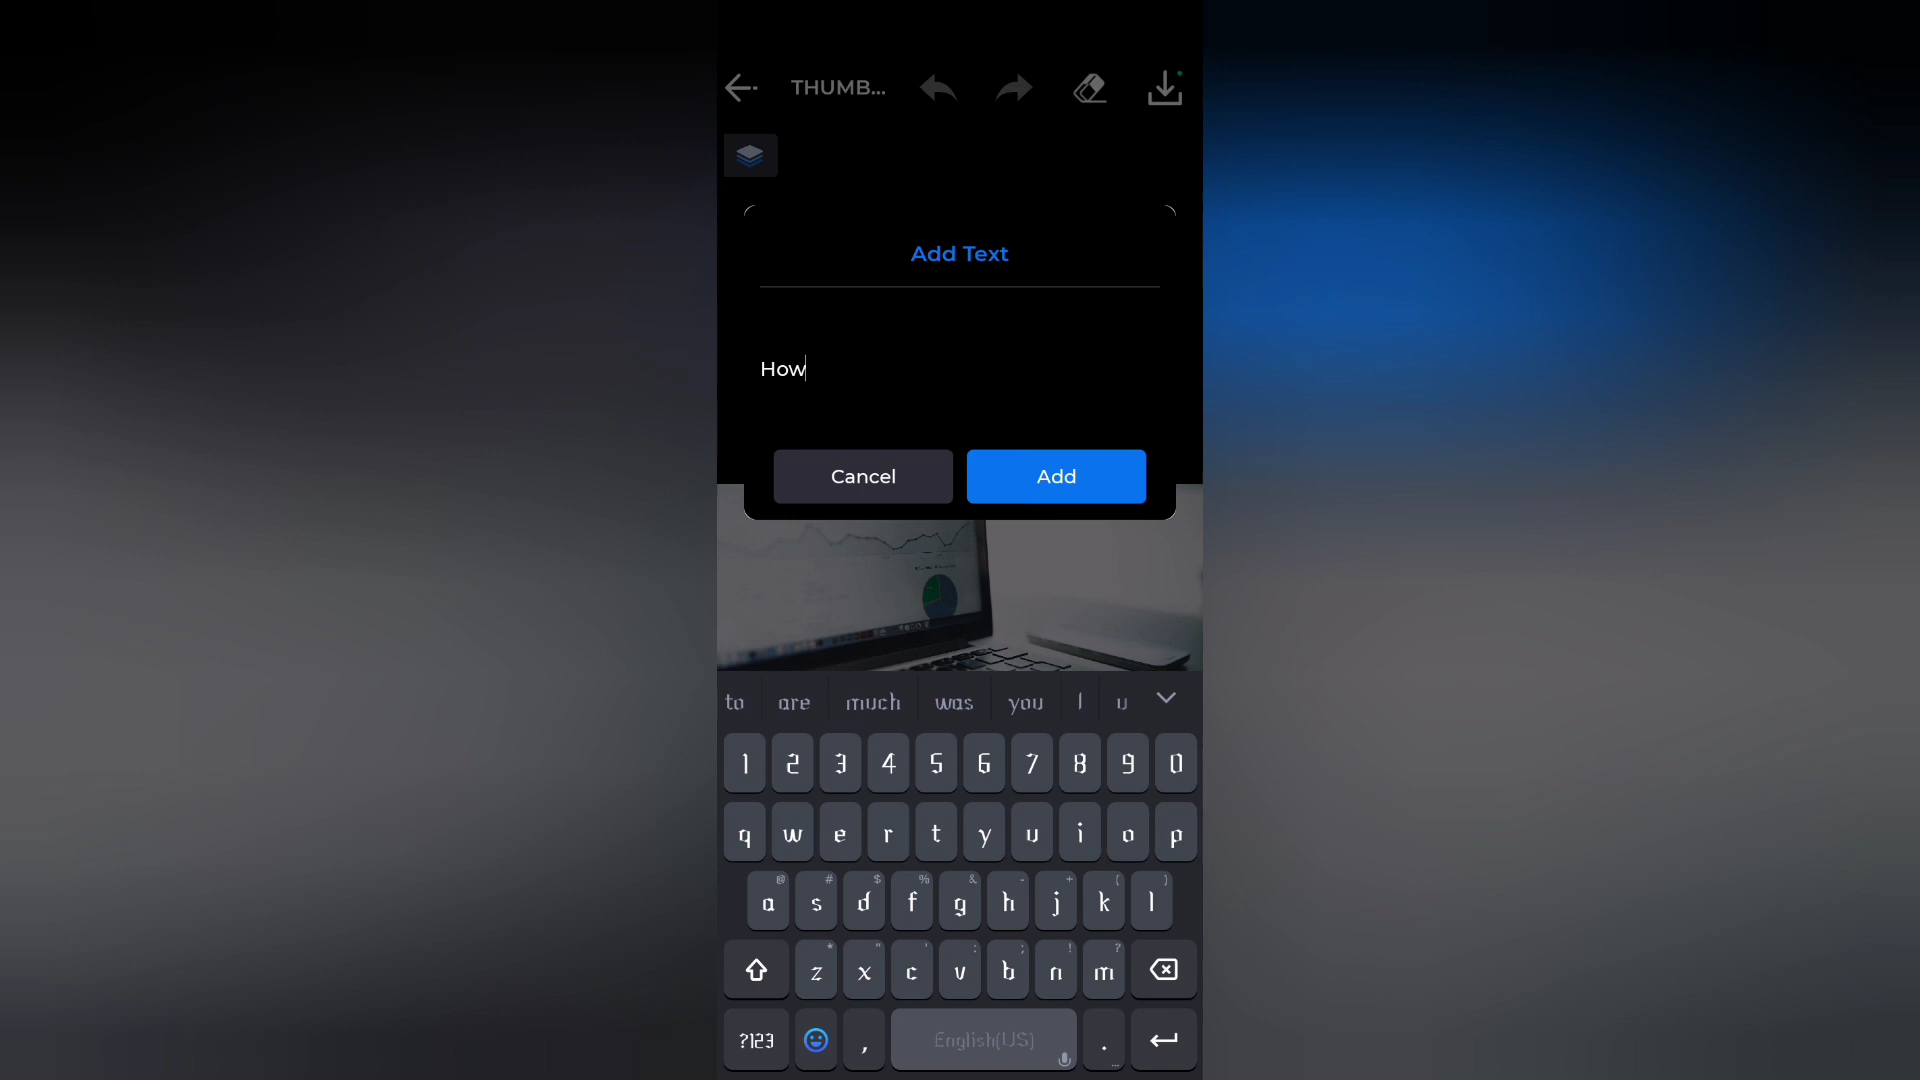 THUMB...
Add Text
How
Cancel
Add
to are much was you I u
1 2 3 4 5 6 7 8 9 0
q w e r t y u i o p
@ # $ % & - + ( )
a s d f g h j k l
* " ' : ; ! ?
z x c v b n m
?123 , English(US) . ...